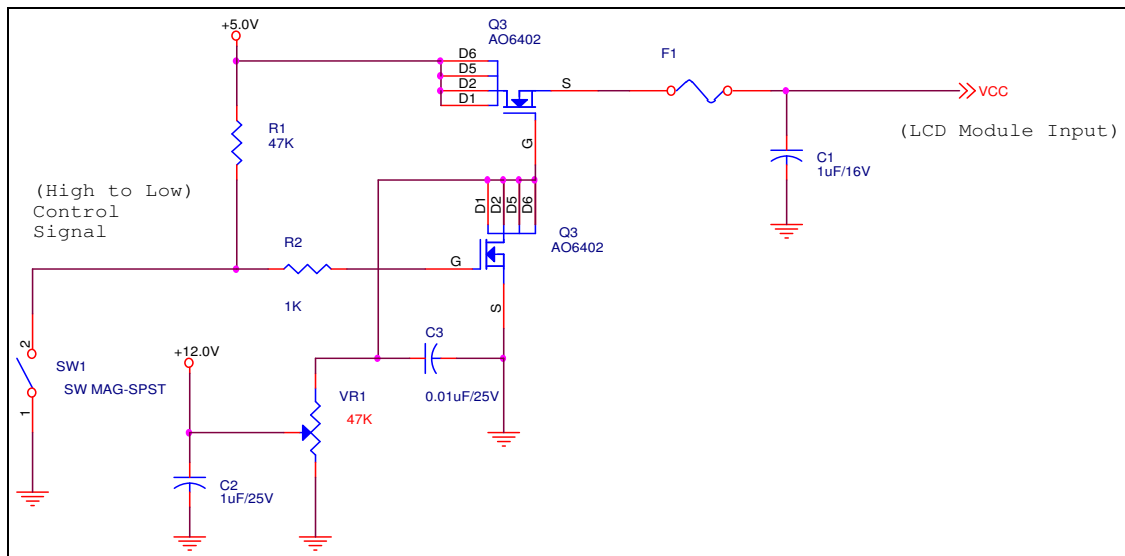 +5.0V
Q3
AO6402
D6
D5
D2
D1
S
G
F1
VCC
(LCD Module Input)
R1
47K
C1
1uF/16V
(High to Low)
Control
Signal
D1
D2
D5
D6
Q3
AO6402
R2
1K
G
S
2
1
SW1
SW MAG-SPST
+12.0V
C3
0.01uF/25V
VR1
47K
C2
1uF/25V